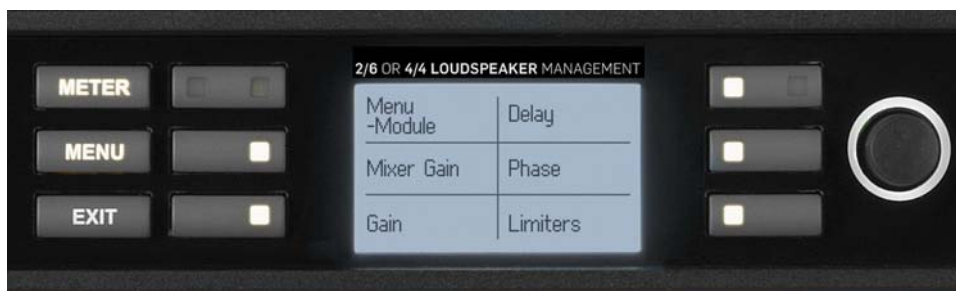 2/6 OR 4/4 LOUDSPEAKER MANAGEMENT
METER
MENU
EXIT
Menu
-Module
Delay
Mixer Gain
Phase
Gain
Limiters